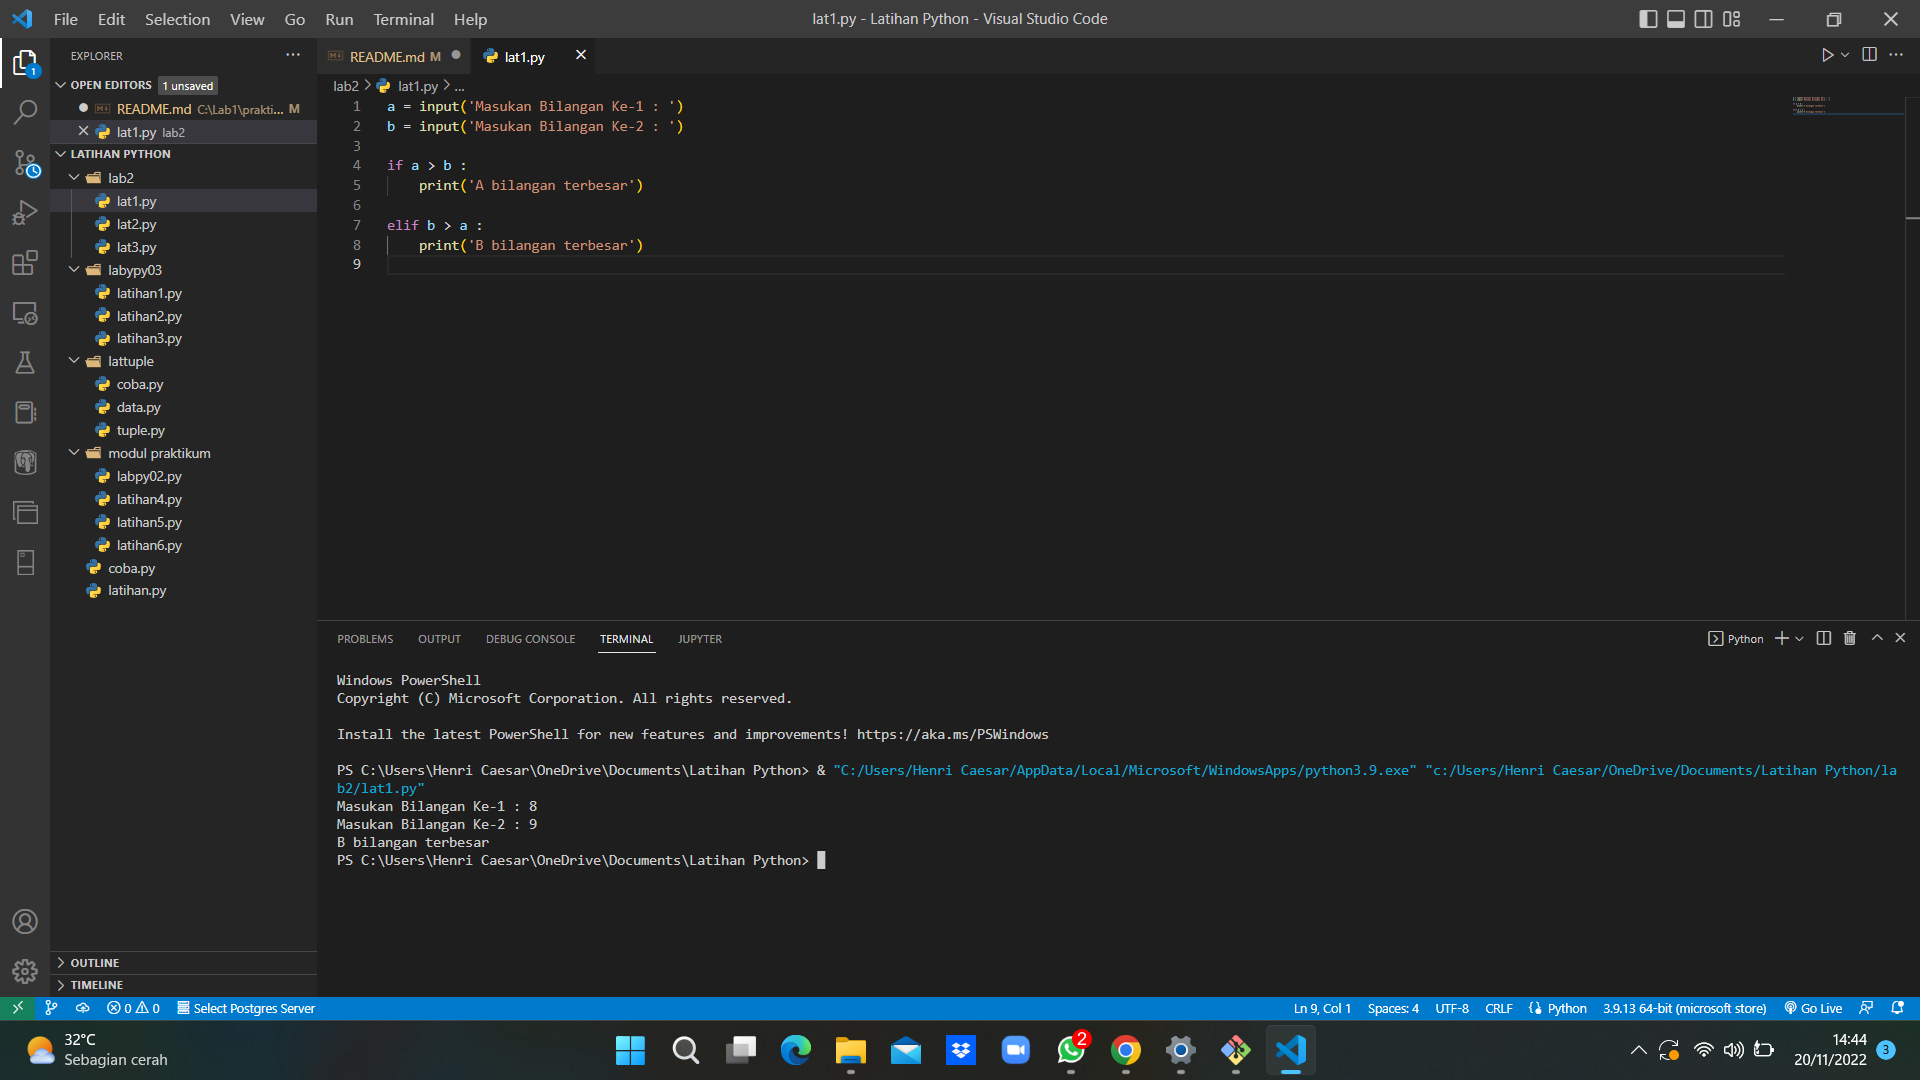 File Edit Selection View Go Run Terminal Help
lat1.py - Latihan Python - Visual Studio Code
EXPLORER
OPEN EDITORS 1 unsaved
README.md C:\Lab1\prakti... M
lat1.py lab2
LATIHAN PYTHON
lab2
lat1.py
lat2.py
lat3.py
labypy03
latihan1.py
latihan2.py
latihan3.py
lattuple
coba.py
data.py
tuple.py
modul praktikum
labpy02.py
latihan4.py
latihan5.py
latihan6.py
coba.py
latihan.py
OUTLINE
TIMELINE
README.md M
lat1.py
lab2 > lat1.py > ...
1 a = input('Masukan Bilangan Ke-1 : ')
2 b = input('Masukan Bilangan Ke-2 : ')
3
4 if a > b :
5 print('A bilangan terbesar')
6
7 elif b > a :
8 print('B bilangan terbesar')
9
PROBLEMS OUTPUT DEBUG CONSOLE TERMINAL JUPYTER
Python
Windows PowerShell
Copyright (C) Microsoft Corporation. All rights reserved.
Install the latest PowerShell for new features and improvements! https://aka.ms/PSWindows
PS C:\Users\Henri Caesar\OneDrive\Documents\Latihan Python> & "C:/Users/Henri Caesar/AppData/Local/Microsoft/WindowsApps/python3.9.exe" "c:/Users/Henri Caesar/OneDrive/Documents/Latihan Python/la
b2/lat1.py"
Masukan Bilangan Ke-1 : 8
Masukan Bilangan Ke-2 : 9
B bilangan terbesar
PS C:\Users\Henri Caesar\OneDrive\Documents\Latihan Python>
0 0 Select Postgres Server
Ln 9, Col 1 Spaces: 4 UTF-8 CRLF Python 3.9.13 64-bit (microsoft store) Go Live
32°C
Sebagian cerah
2
14:44
20/11/2022
3
1